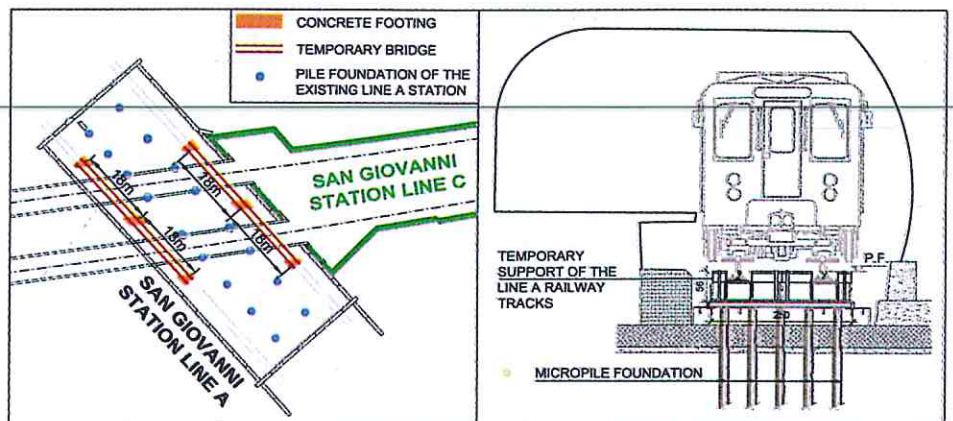 CONCRETE FOOTING
TEMPORARY BRIDGE
PILE FOUNDATION OF THE
EXISTING LINE A STATION
18m
18m
18m
18m
SAN GIOVANNI
STATION LINE C
SAN GIOVANNI
STATION LINE A
TEMPORARY
SUPPORT OF THE
LINE A RAILWAY
TRACKS
P.F.
56
MICROPILE FOUNDATION